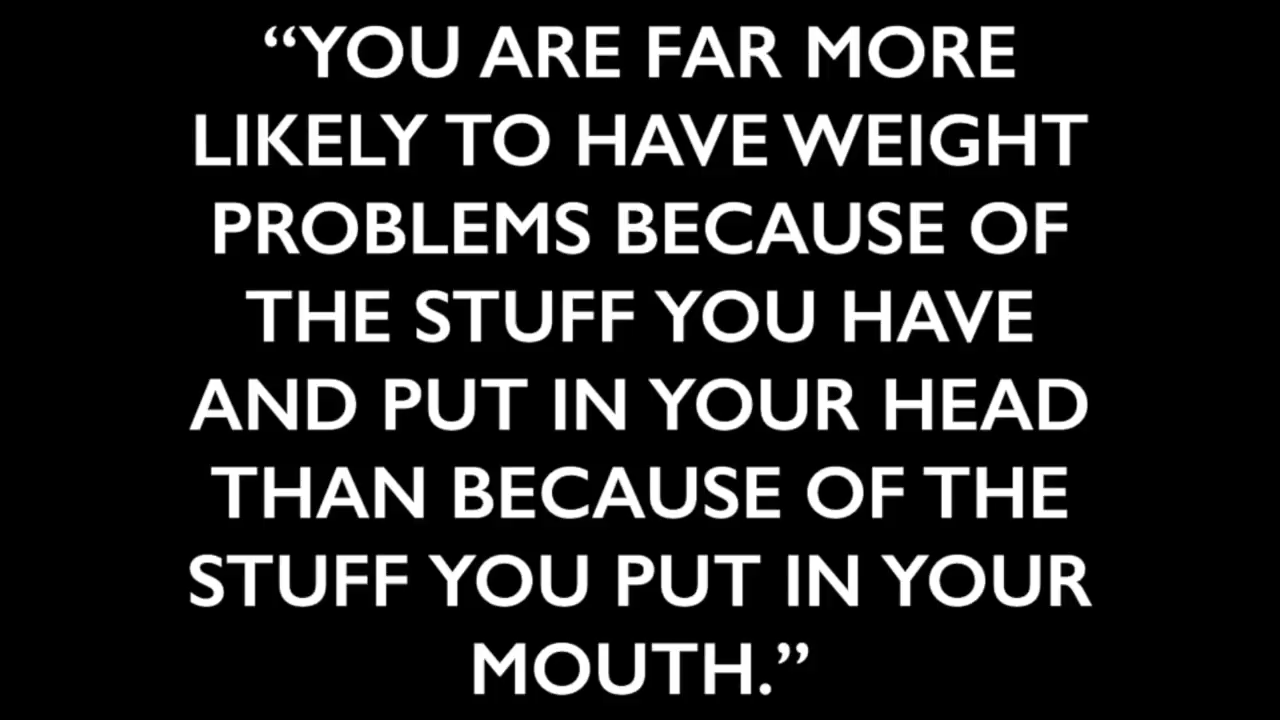 “YOU ARE FAR MORE
LIKELY TO HAVE WEIGHT
PROBLEMS BECAUSE OF
THE STUFF YOU HAVE
AND PUT IN YOUR HEAD
THAN BECAUSE OF THE
STUFF YOU PUT IN YOUR
MOUTH.”